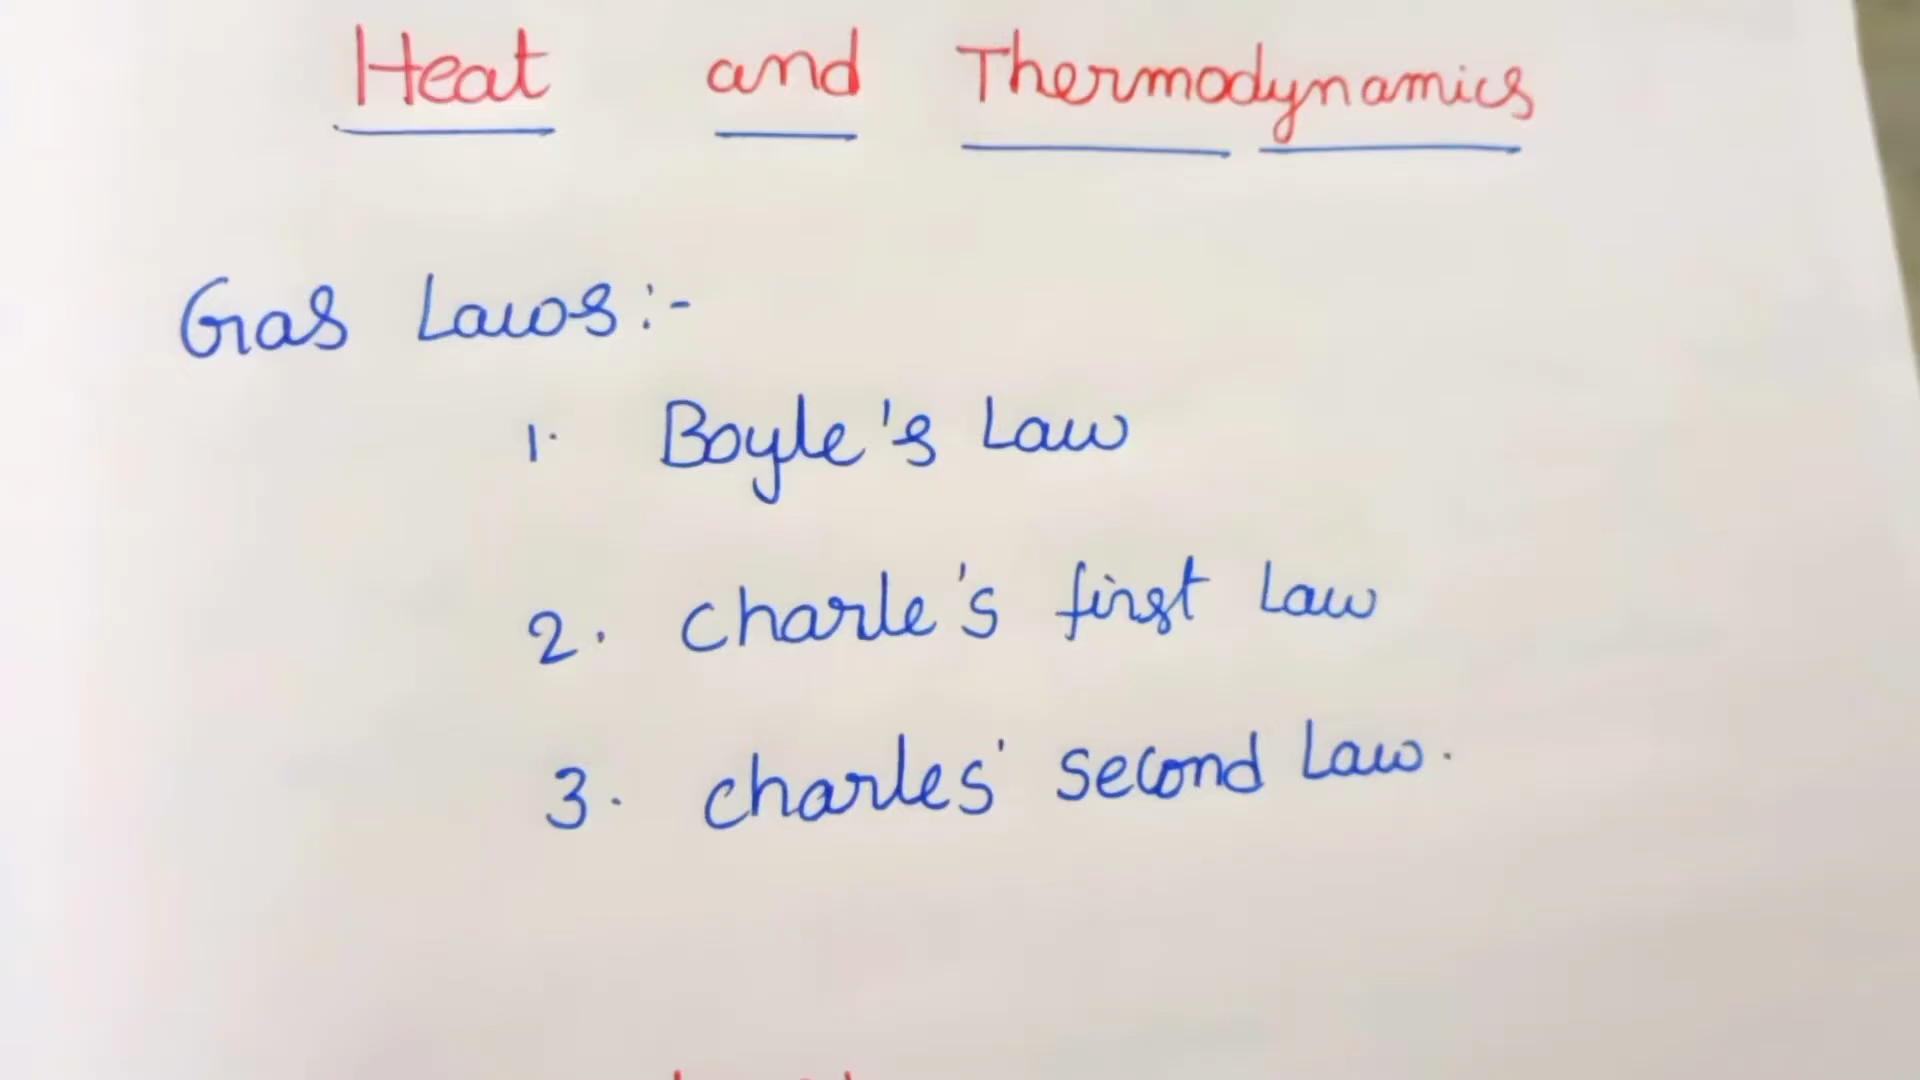 Heat and Thermodynamics
Gas Laws:-
1. Boyle's Law
2. Charle's first Law
3. Charles' Second Law.